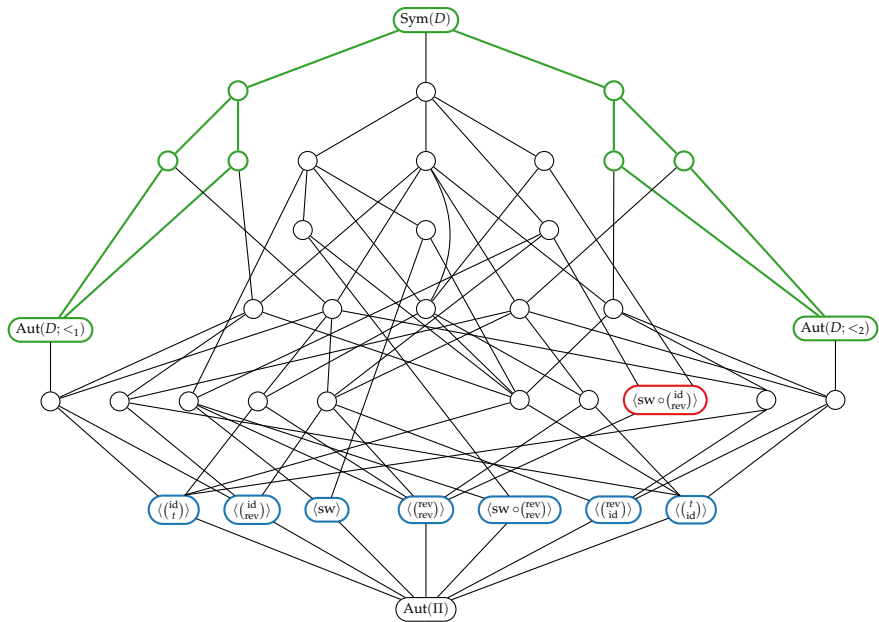 Sym(D)
Aut(D; <₁)
Aut(D; <₂)
⟨sw ∘ (id rev)⟩
⟨(id t)⟩
⟨(id rev)⟩
⟨sw⟩
⟨(rev rev)⟩
⟨sw ∘ (rev rev)⟩
⟨(rev id)⟩
⟨(t id)⟩
Aut(Π)